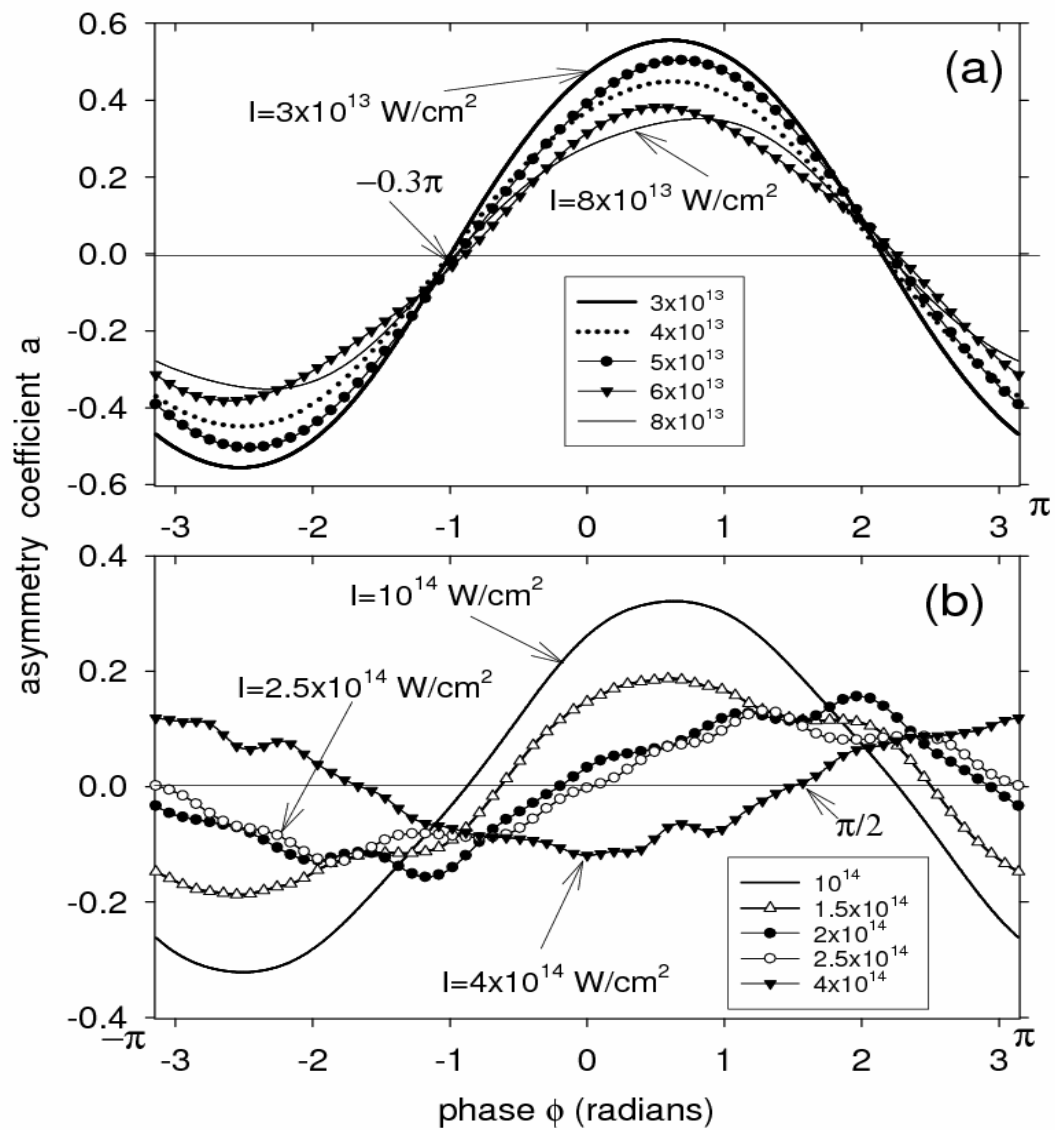 0.6
(a)
I=3x10¹³ W/cm²
0.4
−0.3π
0.2
I=8x10¹³ W/cm²
0.0
3x10¹³
4x10¹³
5x10¹³
6x10¹³
8x10¹³
-0.2
-0.4
-0.6
π
-3 -2 -1 0 1 2 3
asymmetry coefficient a
0.4
(b)
I=10¹⁴ W/cm²
0.2
I=2.5x10¹⁴ W/cm²
0.0
π/2
10¹⁴
1.5x10¹⁴
2x10¹⁴
2.5x10¹⁴
4x10¹⁴
-0.2
I=4x10¹⁴ W/cm²
-0.4
−π
π
-3 -2 -1 0 1 2 3
phase ϕ (radians)